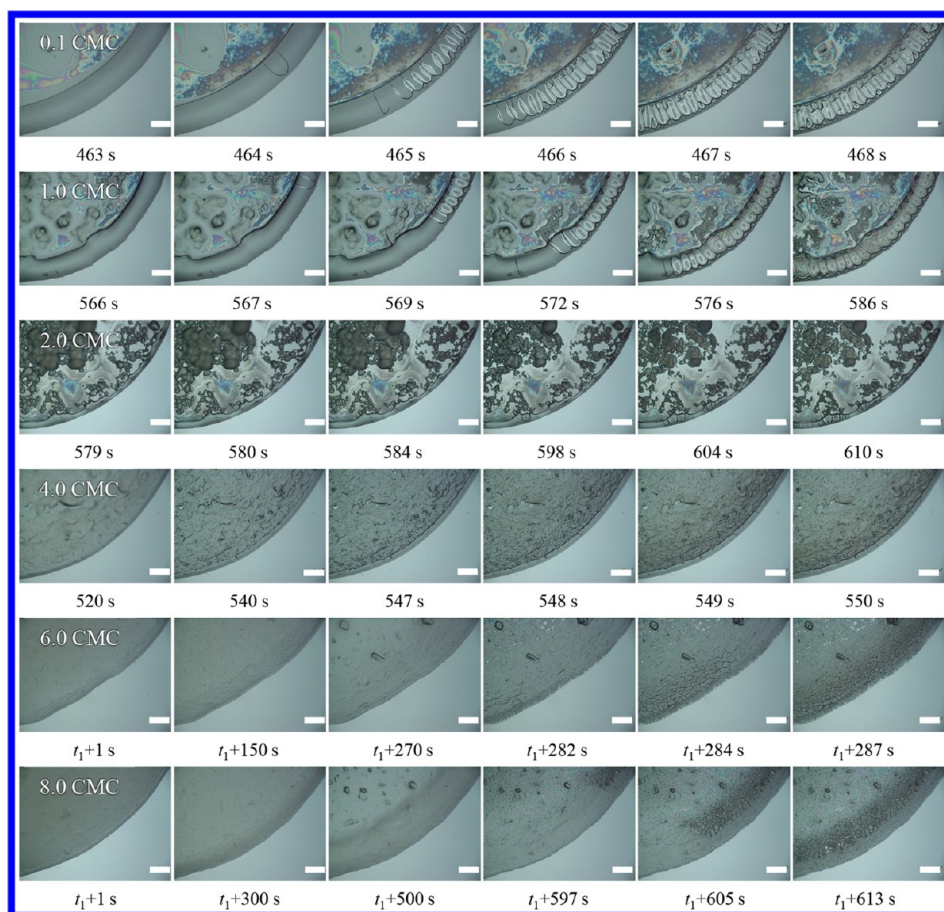 0.1 CMC
463 s 464 s 465 s 466 s 467 s 468 s
1.0 CMC
566 s 567 s 569 s 572 s 576 s 586 s
2.0 CMC
579 s 580 s 584 s 598 s 604 s 610 s
4.0 CMC
520 s 540 s 547 s 548 s 549 s 550 s
6.0 CMC
t₁+1 s t₁+150 s t₁+270 s t₁+282 s t₁+284 s t₁+287 s
8.0 CMC
t₁+1 s t₁+300 s t₁+500 s t₁+597 s t₁+605 s t₁+613 s